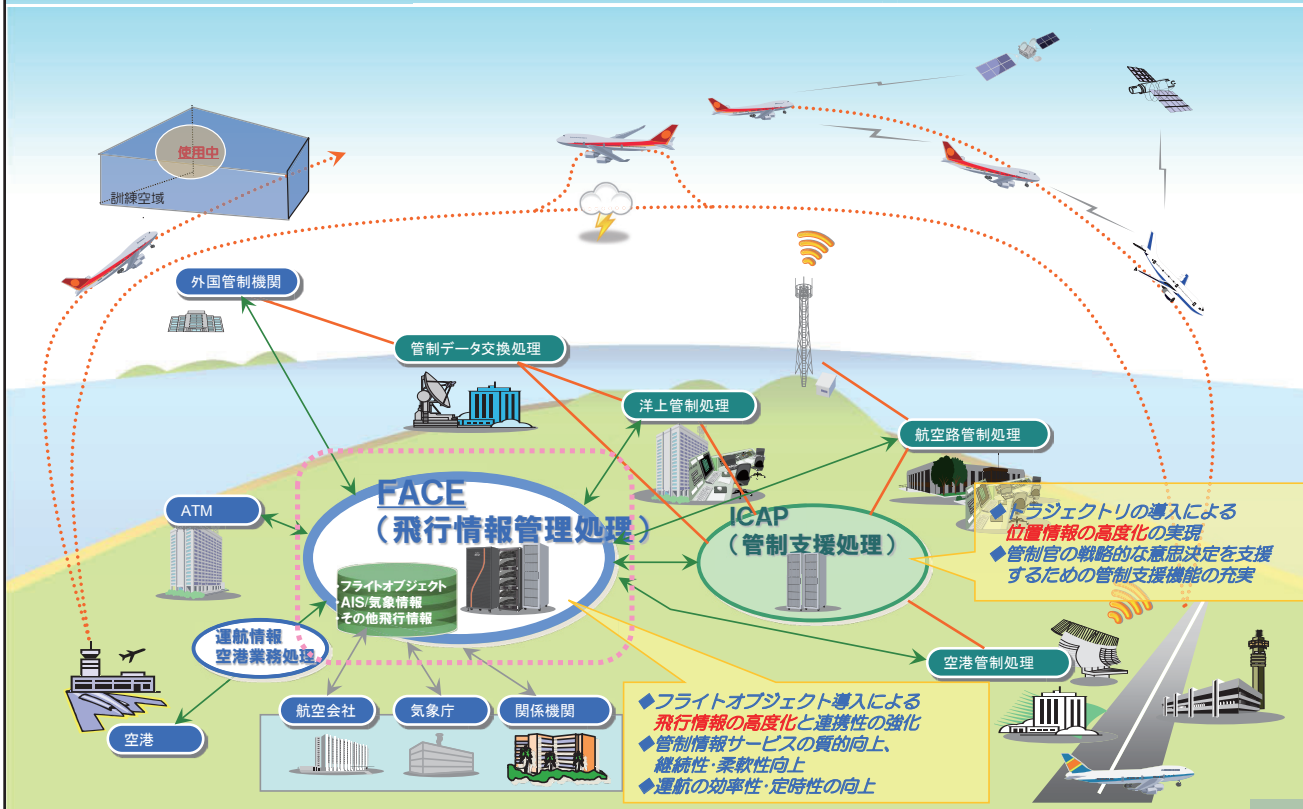 使用中
訓練空域
外国管制機関
管制データ交換処理
洋上管制処理
航空路管制処理
FACE
（飛行情報管理処理）
ATM
ICAP
（管制支援処理）
◆トラジェクトリの導入による
位置情報の高度化の実現
◆管制官の戦略的な意思決定を支援
するための管制支援機能の充実
・フライトオブジェクト
・AIS/気象情報
・その他飛行情報
運航情報
空港業務処理
空港管制処理
航空会社
気象庁
関係機関
空港
◆フライトオブジェクト導入による
飛行情報の高度化と連携性の強化
◆管制情報サービスの質的向上、
継続性・柔軟性向上
◆運航の効率性・定時性の向上